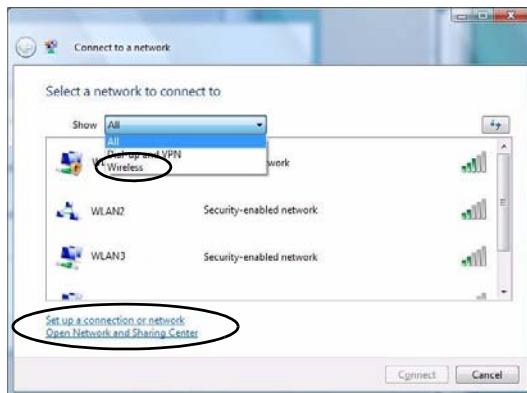 Connect to a network
Select a network to connect to
Show All
All
Dial-up and VPN
Wireless
work
WLAN2 Security-enabled network
WLAN3 Security-enabled network
Set up a connection or network
Open Network and Sharing Center
Connect Cancel